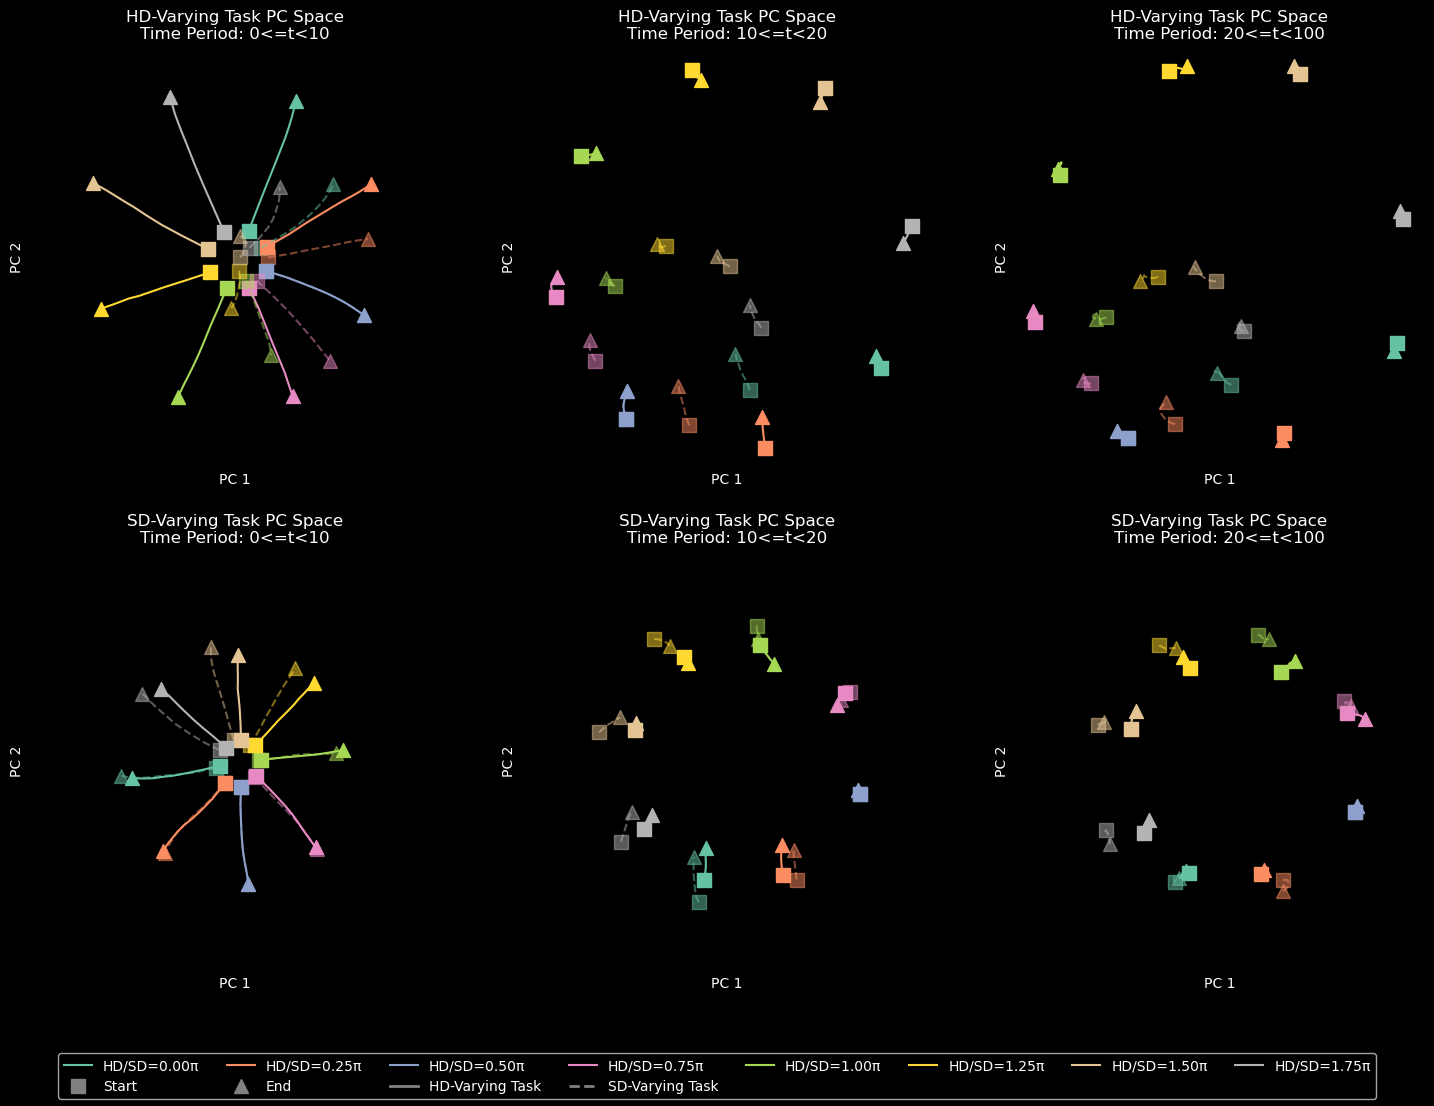 HD-Varying Task PC Space
Time Period: 0<=t<10
HD-Varying Task PC Space
Time Period: 10<=t<20
HD-Varying Task PC Space
Time Period: 20<=t<100
PC 2
PC 1
PC 2
PC 1
PC 2
PC 1
SD-Varying Task PC Space
Time Period: 0<=t<10
SD-Varying Task PC Space
Time Period: 10<=t<20
SD-Varying Task PC Space
Time Period: 20<=t<100
PC 2
PC 1
PC 2
PC 1
PC 2
PC 1
HD/SD=0.00π
HD/SD=0.25π
HD/SD=0.50π
HD/SD=0.75π
HD/SD=1.00π
HD/SD=1.25π
HD/SD=1.50π
HD/SD=1.75π
Start
End
HD-Varying Task
SD-Varying Task